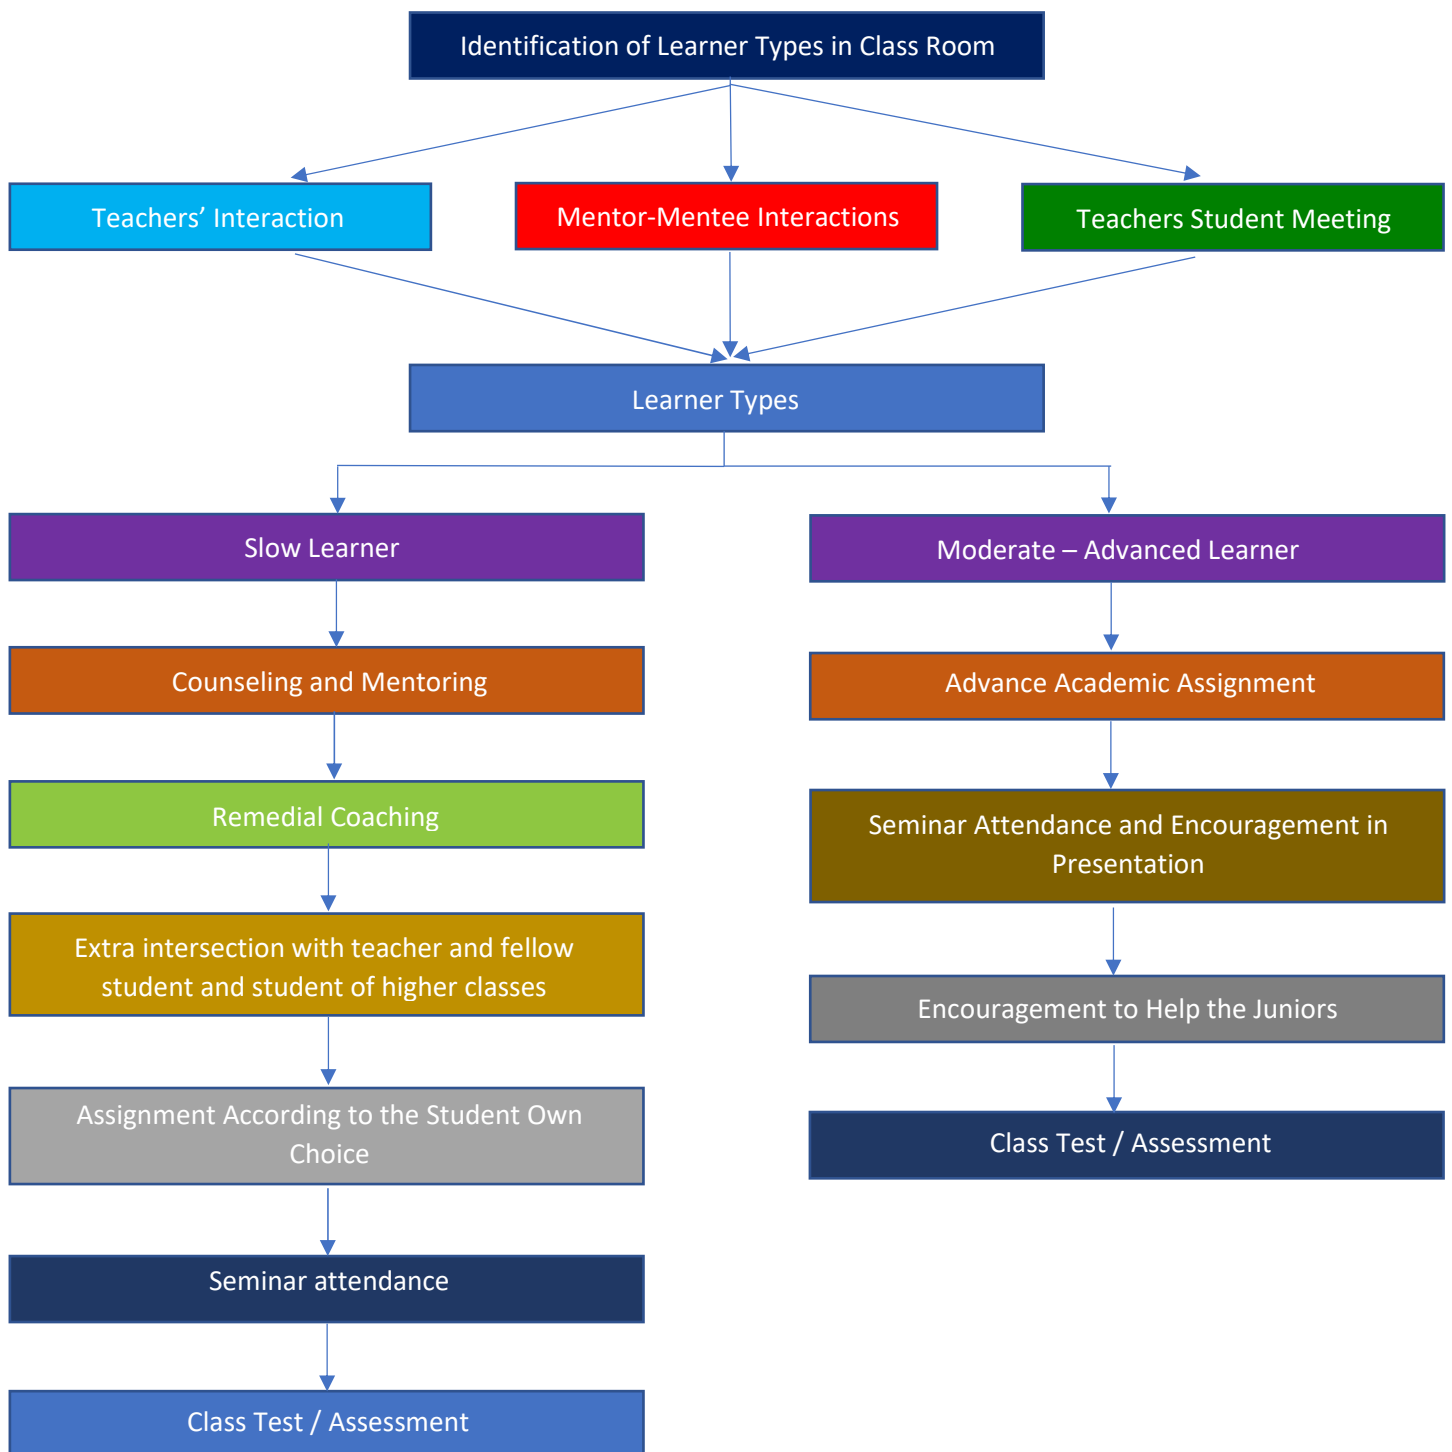 Identification of Learner Types in Class Room
Teachers’ Interaction
Mentor-Mentee Interactions
Teachers Student Meeting
Learner Types
Slow Learner
Moderate – Advanced Learner
Counseling and Mentoring
Advance Academic Assignment
Remedial Coaching
Seminar Attendance and Encouragement in
Presentation
Extra intersection with teacher and fellow
student and student of higher classes
Encouragement to Help the Juniors
Assignment According to the Student Own
Choice
Class Test / Assessment
Seminar attendance
Class Test / Assessment